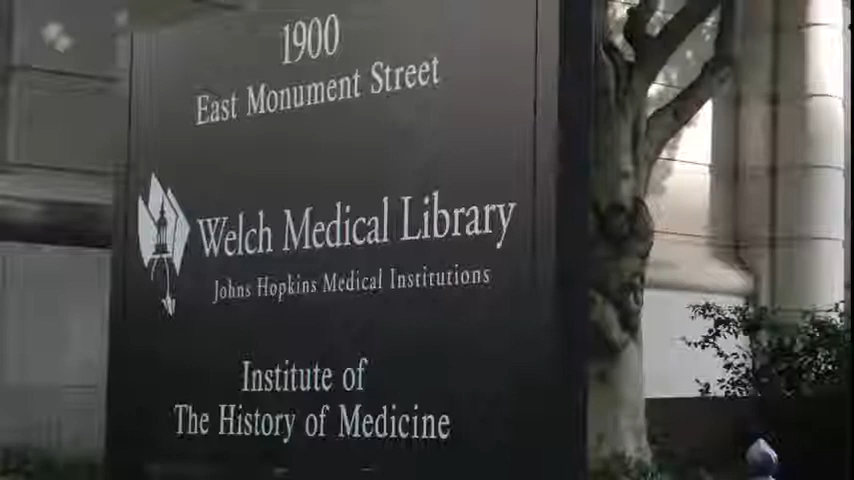 1900
East Monument Street
Welch Medical Library
Johns Hopkins Medical Institutions
Institute of
The History of Medicine